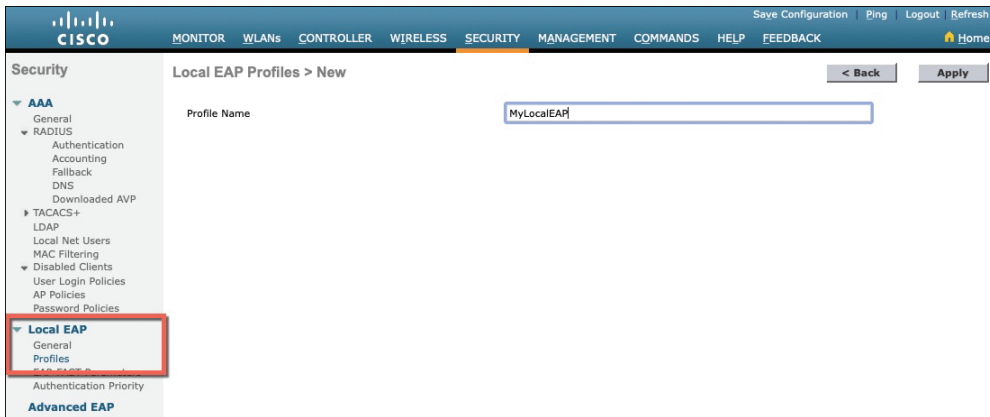 Save Configuration | Ping | Logout | Refresh
CISCO
MONITOR WLANs CONTROLLER WIRELESS SECURITY MANAGEMENT COMMANDS HELP FEEDBACK Home
Security
Local EAP Profiles > New
< Back
Apply
AAA
General
RADIUS
Authentication
Accounting
Fallback
DNS
Downloaded AVP
TACACS+
LDAP
Local Net Users
MAC Filtering
Disabled Clients
User Login Policies
AP Policies
Password Policies
Local EAP
General
Profiles
EAP-FAST Parameters
Authentication Priority
Advanced EAP
Profile Name
MyLocalEAP